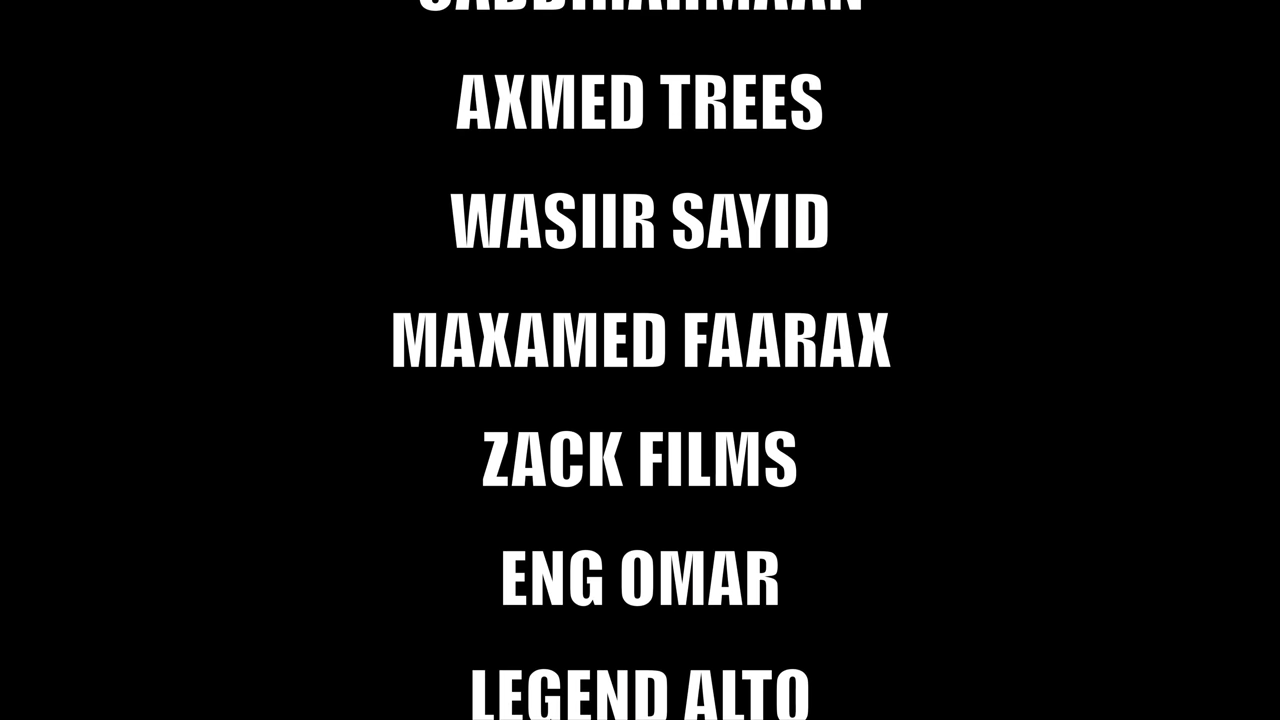 AXMED TREES
WASIIR SAYID
MAXAMED FAARAX
ZACK FILMS
ENG OMAR
LEGEND ALTO